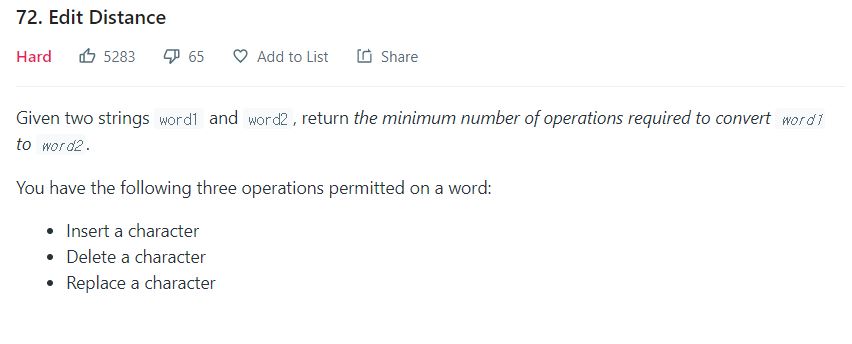 72. Edit Distance
Hard 5283 65 Add to List Share
Given two strings word1 and word2, return the minimum number of operations required to convert word1
to word2.
You have the following three operations permitted on a word:
• Insert a character
• Delete a character
• Replace a character